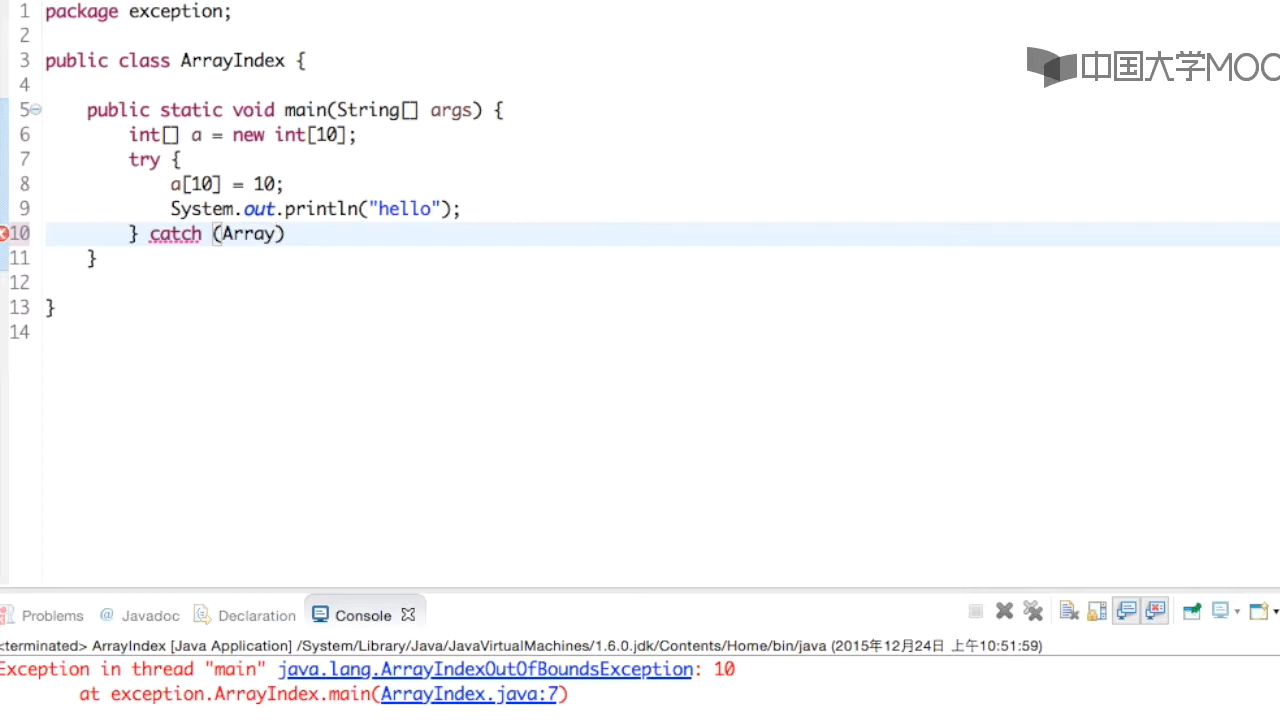 1 package exception;
2
3 public class ArrayIndex {
4
5 public static void main(String[] args) {
6 int[] a = new int[10];
7 try {
8 a[10] = 10;
9 System.out.println("hello");
10 } catch (Array)
11 }
12
13 }
14
中国大学MOO
Problems @ Javadoc Declaration Console
<terminated> ArrayIndex [Java Application] /System/Library/Java/JavaVirtualMachines/1.6.0.jdk/Contents/Home/bin/java (2015年12月24日 上午10:51:59)
Exception in thread "main" java.lang.ArrayIndexOutOfBoundsException: 10
at exception.ArrayIndex.main(ArrayIndex.java:7)